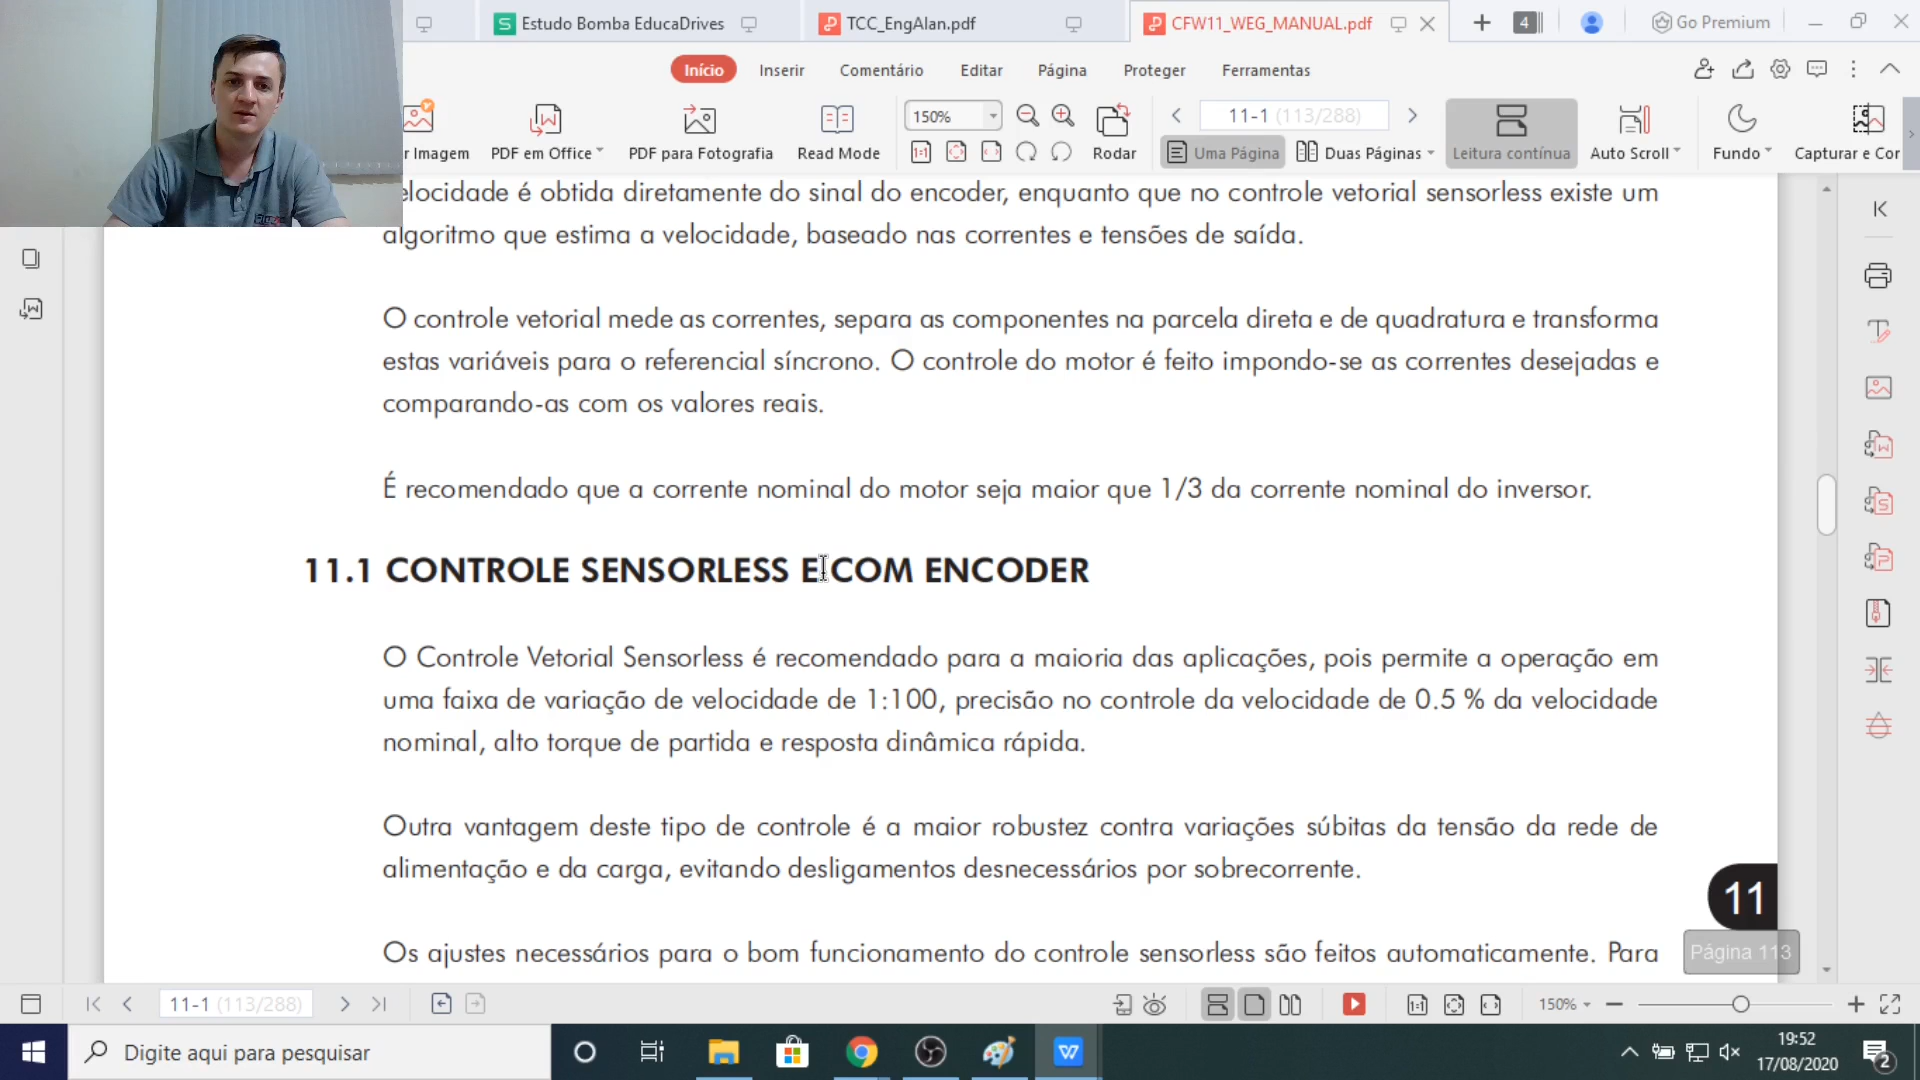 Estudo Bomba EducaDrives
TCC_EngAlan.pdf
CFW11_WEG_MANUAL.pdf
4
Go Premium
Início
Inserir
Comentário
Editar
Página
Proteger
Ferramentas
r Imagem
PDF em Office
PDF para Fotografia
Read Mode
150%
Rodar
11-1 (113/288)
Uma Página
Duas Páginas
Leitura contínua
Auto Scroll
Fundo
Capturar e Cor
elocidade é obtida diretamente do sinal do encoder, enquanto que no controle vetorial sensorless existe um
algoritmo que estima a velocidade, baseado nas correntes e tensões de saída.
O controle vetorial mede as correntes, separa as componentes na parcela direta e de quadratura e transforma
estas variáveis para o referencial síncrono. O controle do motor é feito impondo-se as correntes desejadas e
comparando-as com os valores reais.
É recomendado que a corrente nominal do motor seja maior que 1/3 da corrente nominal do inversor.
11.1 CONTROLE SENSORLESS E COM ENCODER
O Controle Vetorial Sensorless é recomendado para a maioria das aplicações, pois permite a operação em
uma faixa de variação de velocidade de 1:100, precisão no controle da velocidade de 0.5 % da velocidade
nominal, alto torque de partida e resposta dinâmica rápida.
Outra vantagem deste tipo de controle é a maior robustez contra variações súbitas da tensão da rede de
alimentação e da carga, evitando desligamentos desnecessários por sobrecorrente.
11
Os ajustes necessários para o bom funcionamento do controle sensorless são feitos automaticamente. Para
Página 113
11-1 (113/288)
150%
Digite aqui para pesquisar
19:52
17/08/2020
2